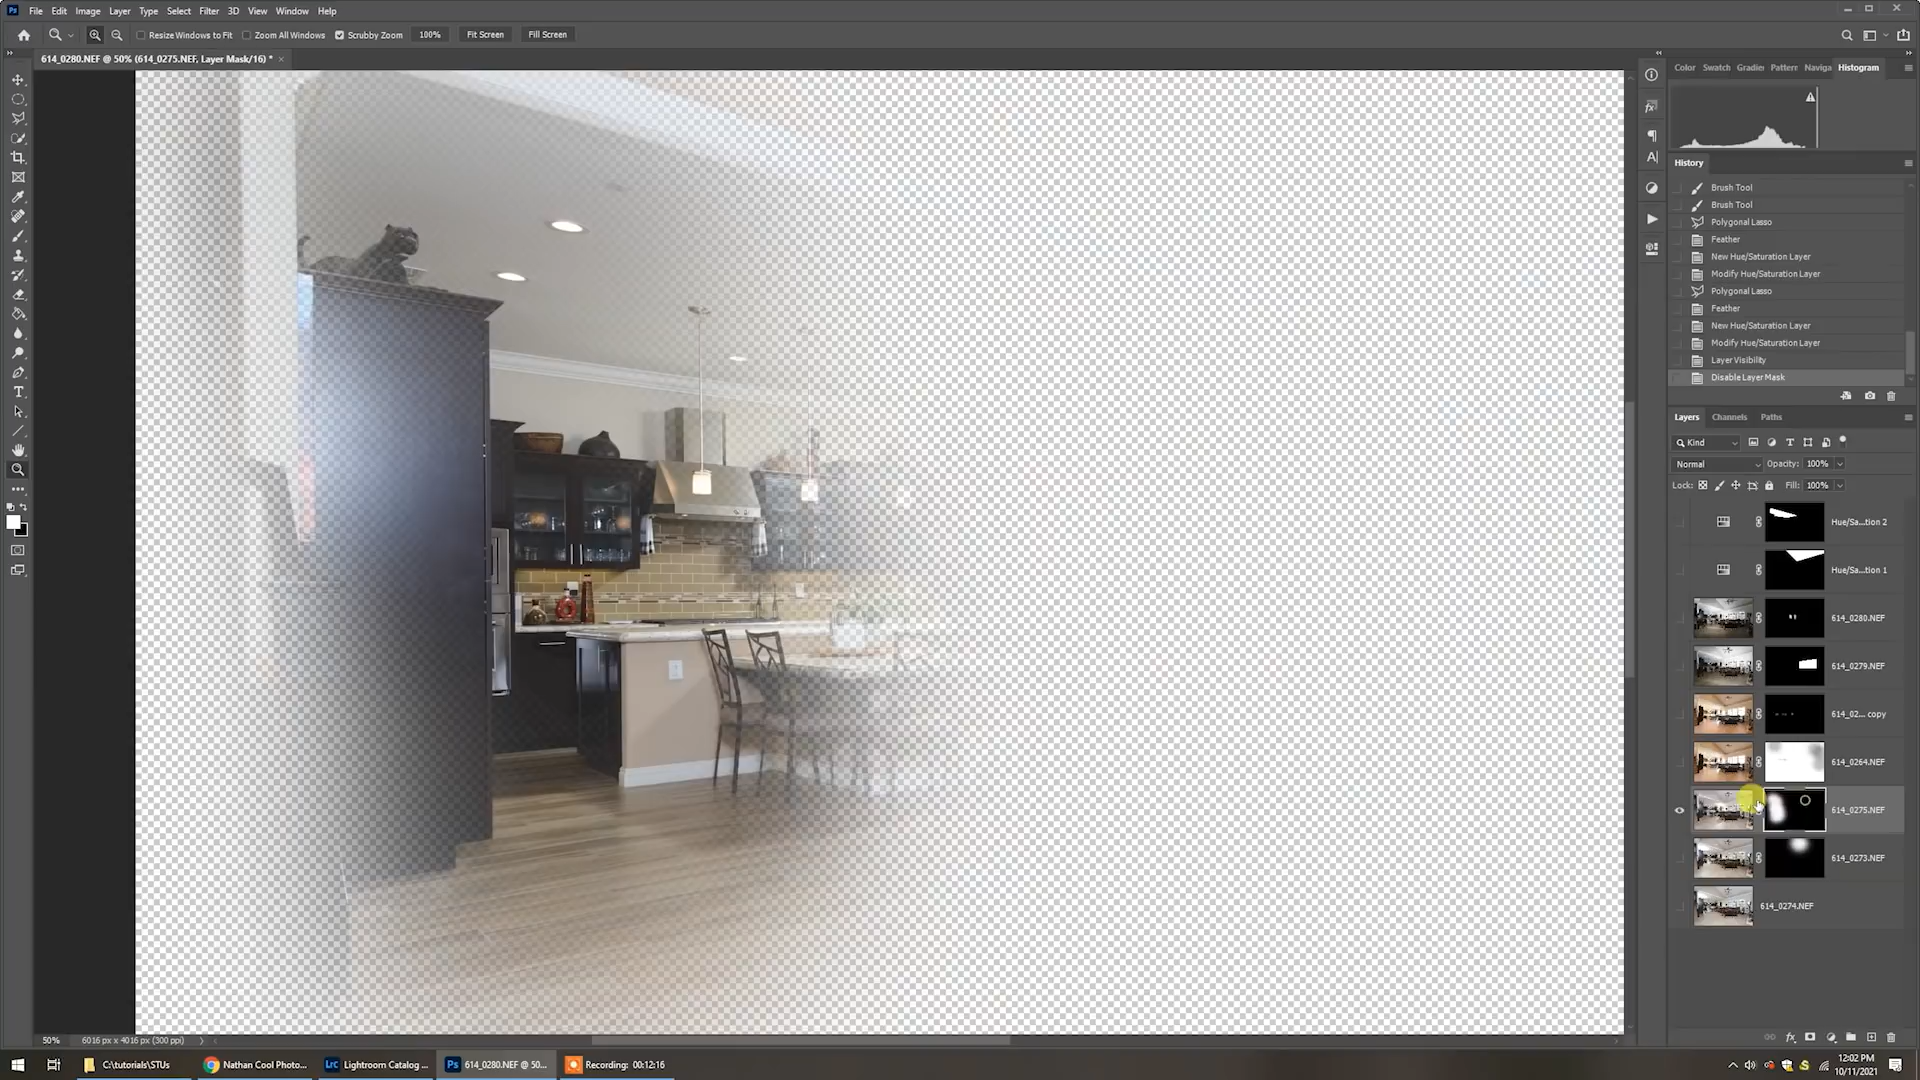 Ps File Edit Image Layer Type Select Filter 3D View Window Help
Resize Windows to Fit Zoom All Windows Scrubby Zoom 100% Fit Screen Fill Screen
614_0280.NEF @ 50% (614_0275.NEF, Layer Mask/16) * ×
Color Swatch Gradie Patterr Naviga Histogram
History
Brush Tool
Brush Tool
Polygonal Lasso
Feather
New Hue/Saturation Layer
Modify Hue/Saturation Layer
Polygonal Lasso
Feather
New Hue/Saturation Layer
Modify Hue/Saturation Layer
Layer Visibility
Disable Layer Mask
Layers Channels Paths
Kind
Normal Opacity: 100%
Lock: Fill: 100%
Hue/Sa...tion 2
Hue/Sa...tion 1
614_0280.NEF
614_0279.NEF
614_02... copy
614_0264.NEF
614_0275.NEF
614_0273.NEF
614_0274.NEF
50% 6016 px x 4016 px (300 ppi)
C:\tutorials\STUs Nathan Cool Photo... LrC Lightroom Catalog ... Ps 614_0280.NEF @ 50... Recording: 00:12:16
12:02 PM
10/11/2021